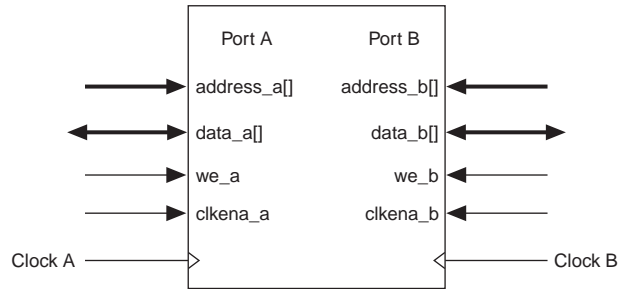 Port A Port B
address_a[] address_b[]
data_a[] data_b[]
we_a we_b
clkena_a clkena_b
Clock A Clock B